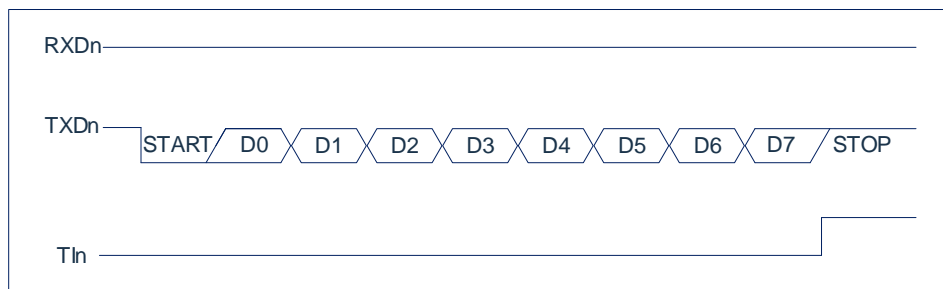 RXDn
TXDn
START D0 D1 D2 D3 D4 D5 D6 D7 STOP
TIn